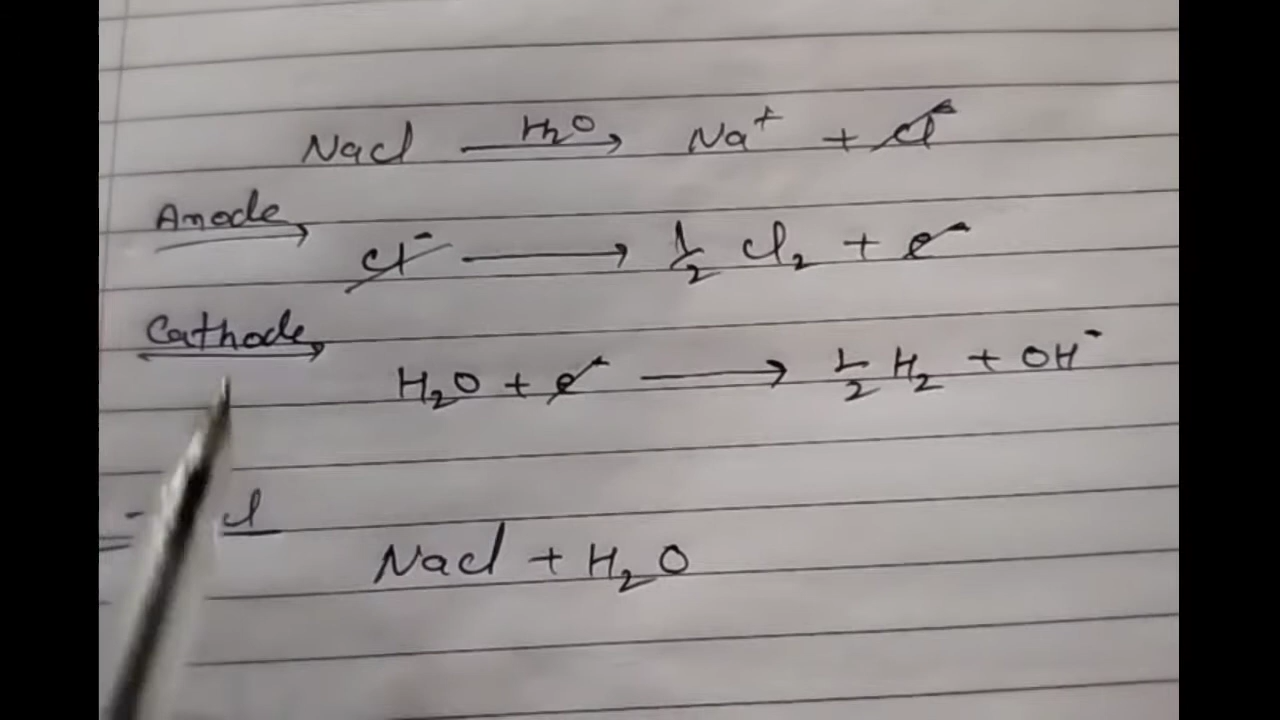 NaCl —H₂O→ Na⁺ + Cl⁻
Anode
Cl⁻ → 1/2 Cl₂ + e⁻
Cathode
H₂O + e⁻ → 1/2 H₂ + OH⁻
NaCl + H₂O